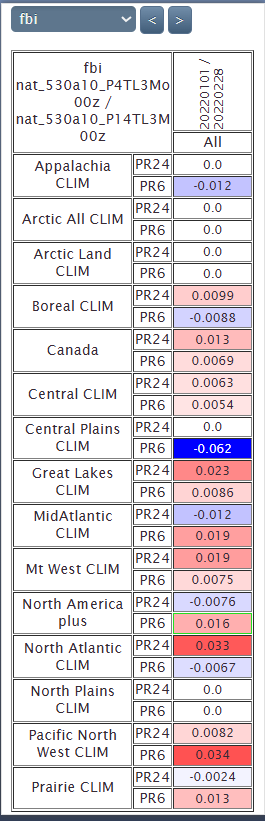 fbi
< >
fbi
nat_530a10_P4TL3Mo
00z /
nat_530a10_P14TL3M
00z
20220101 /
20220228
All
Appalachia
CLIM
PR24 0.0
PR6 -0.012
Arctic All CLIM
PR24 0.0
PR6 0.0
Arctic Land
CLIM
PR24 0.0
PR6 0.0
Boreal CLIM
PR24 0.0099
PR6 -0.0088
Canada
PR24 0.013
PR6 0.0069
Central CLIM
PR24 0.0063
PR6 0.0054
Central Plains
CLIM
PR24 0.0
PR6 -0.062
Great Lakes
CLIM
PR24 0.023
PR6 0.0086
MidAtlantic
CLIM
PR24 -0.012
PR6 0.019
Mt West CLIM
PR24 0.019
PR6 0.0075
North America
plus
PR24 -0.0076
PR6 0.016
North Atlantic
CLIM
PR24 0.033
PR6 -0.0067
North Plains
CLIM
PR24 0.0
PR6 0.0
Pacific North
West CLIM
PR24 0.0082
PR6 0.034
Prairie CLIM
PR24 -0.0024
PR6 0.013